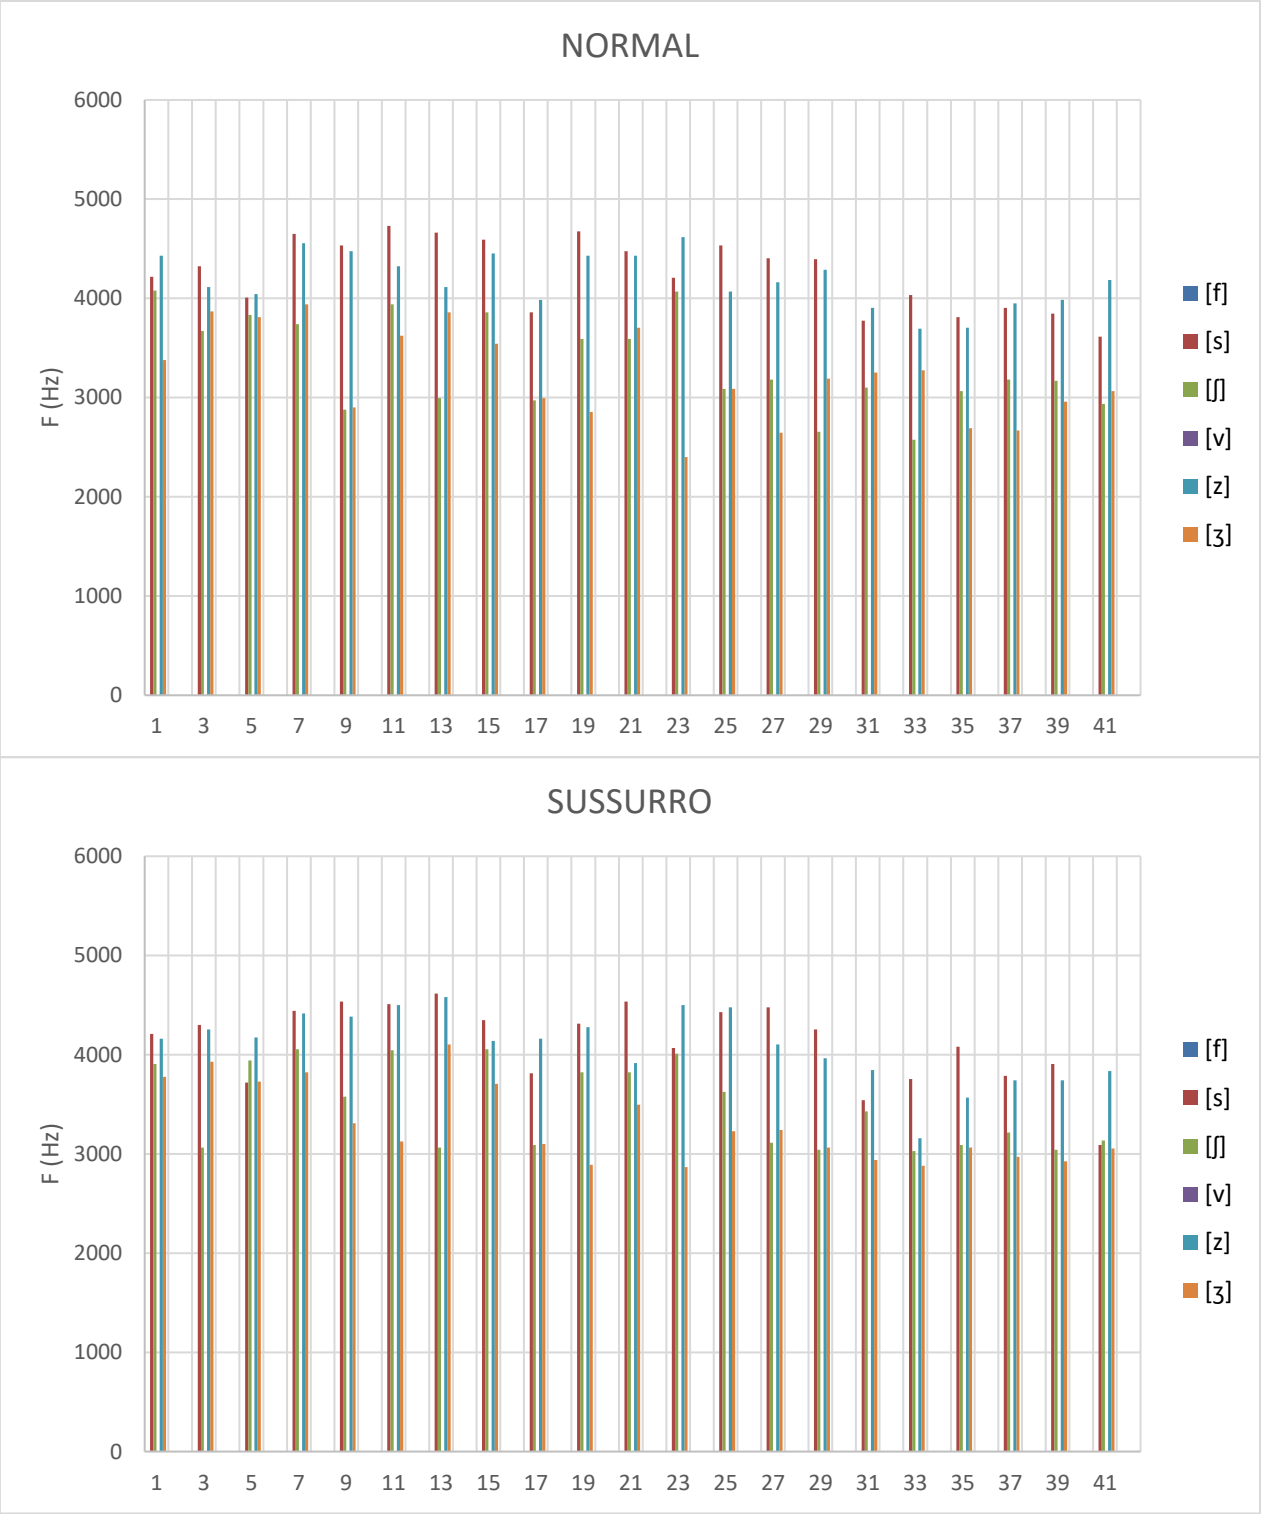 NORMAL
6000
5000
4000
3000
2000
1000
0
F (Hz)
1 3 5 7 9 11 13 15 17 19 21 23 25 27 29 31 33 35 37 39 41
[f]
[s]
[ʃ]
[v]
[z]
[ʒ]
SUSSURRO
6000
5000
4000
3000
2000
1000
0
F (Hz)
1 3 5 7 9 11 13 15 17 19 21 23 25 27 29 31 33 35 37 39 41
[f]
[s]
[ʃ]
[v]
[z]
[ʒ]